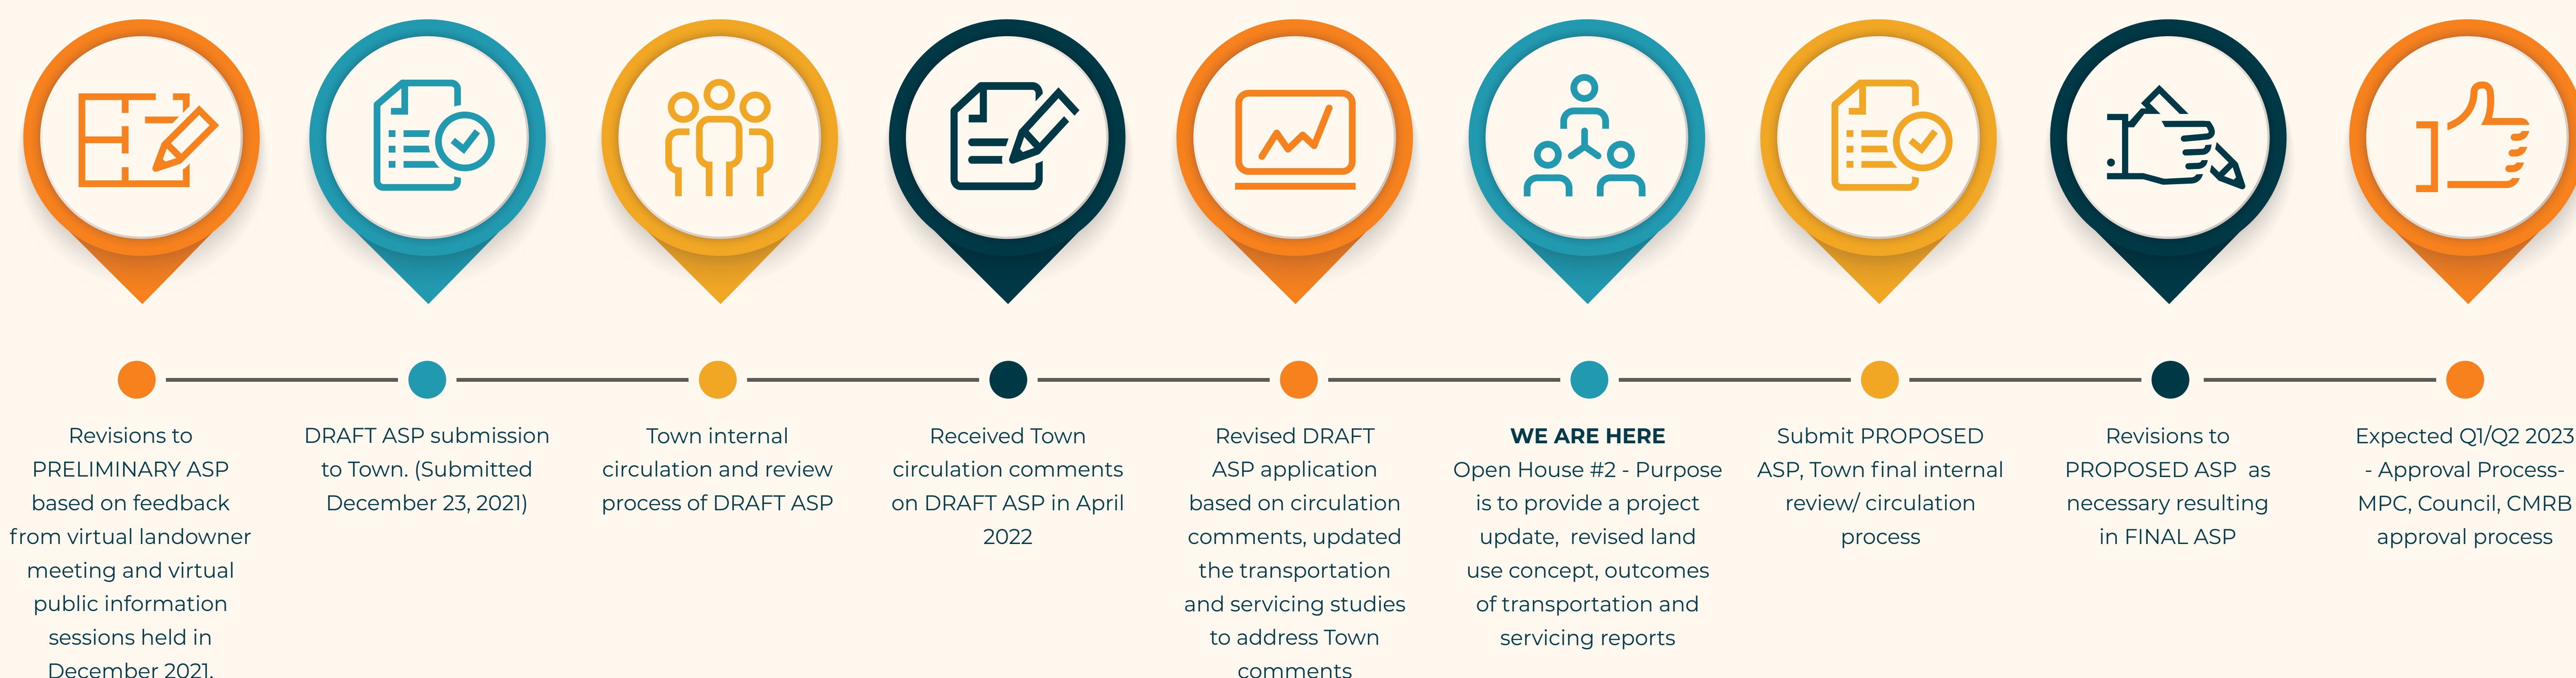 Revisions to
PRELIMINARY ASP
based on feedback
from virtual landowner
meeting and virtual
public information
sessions held in
December 2021.
DRAFT ASP submission
to Town. (Submitted
December 23, 2021)
Town internal
circulation and review
process of DRAFT ASP
Received Town
circulation comments
on DRAFT ASP in April
2022
Revised DRAFT
ASP application
based on circulation
comments, updated
the transportation
and servicing studies
to address Town
comments
WE ARE HERE
Open House #2 - Purpose
is to provide a project
update, revised land
use concept, outcomes
of transportation and
servicing reports
Submit PROPOSED
ASP, Town final internal
review/ circulation
process
Revisions to
PROPOSED ASP as
necessary resulting
in FINAL ASP
Expected Q1/Q2 2023
- Approval Process-
MPC, Council, CMRB
approval process